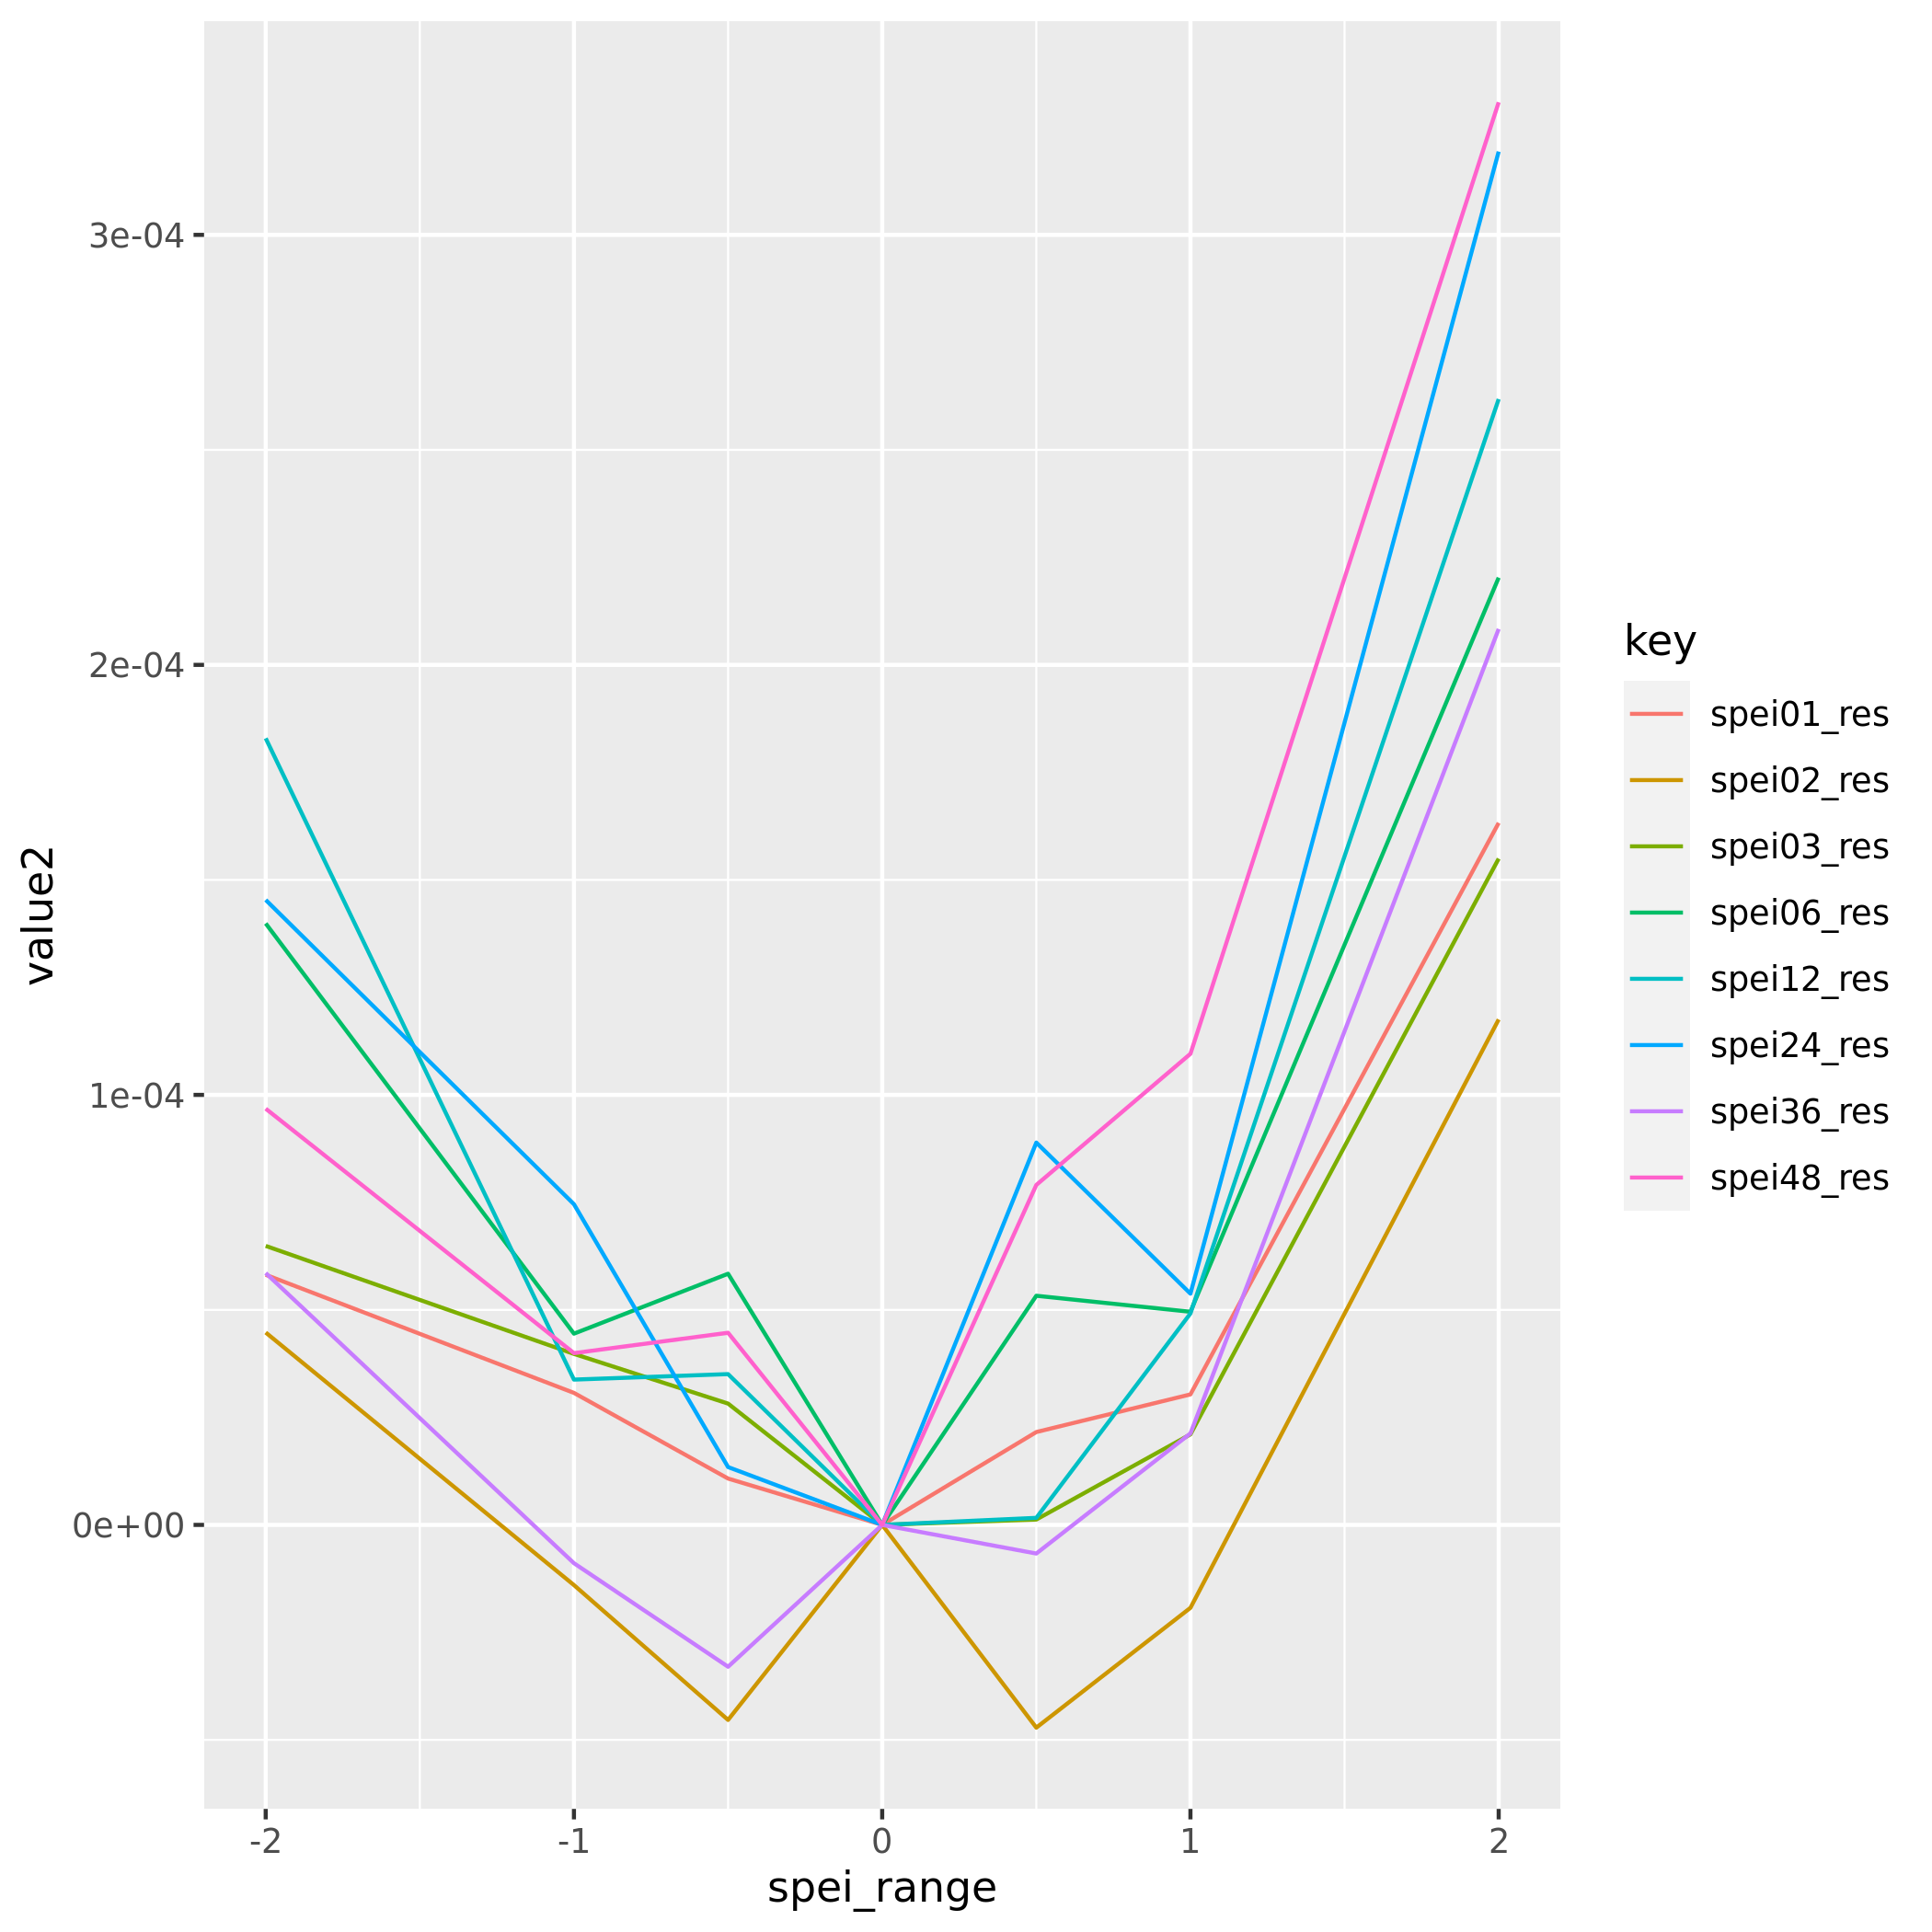 value2
3e-04
2e-04
1e-04
0e+00
-2
-1
0
1
2
spei_range
key
spei01_res
spei02_res
spei03_res
spei06_res
spei12_res
spei24_res
spei36_res
spei48_res